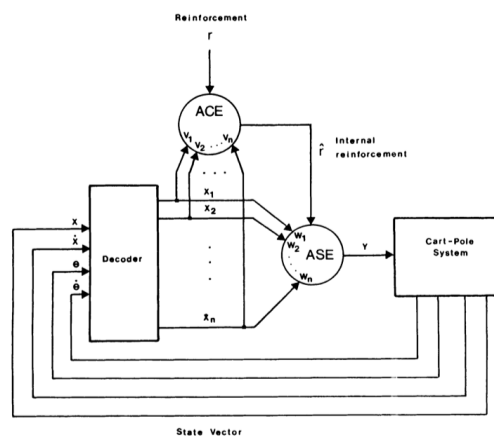 Reinforcement
r
ACE
v1
v2
. . .
vn
. . .
r̂
Internal
reinforcement
x1
x2
x
ẋ
θ
θ̇
Decoder
w1
w2
wn
ASE
Y
Cart-Pole
System
xn
State Vector